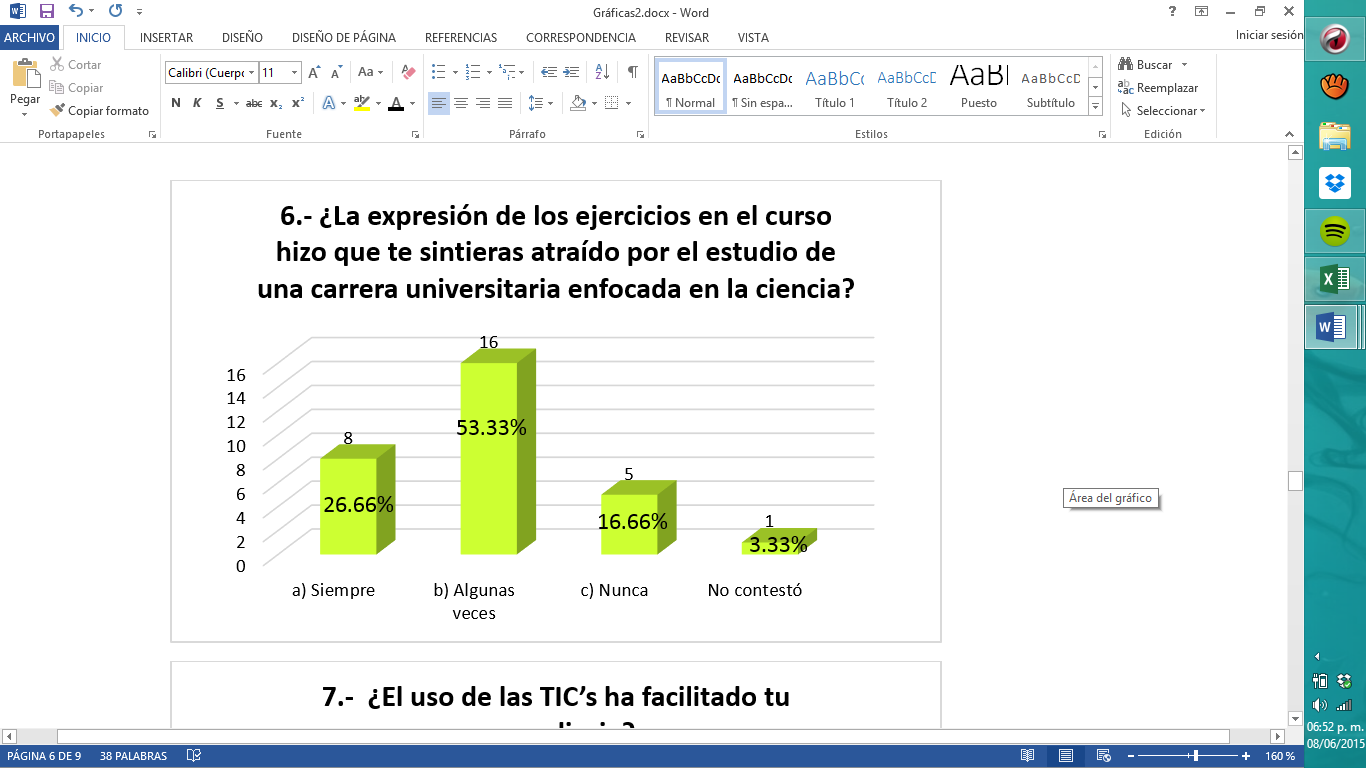 Gráficas2.docx - Word
ARCHIVO INICIO INSERTAR DISEÑO DISEÑO DE PÁGINA REFERENCIAS CORRESPONDENCIA REVISAR VISTA Iniciar sesión
Pegar
Cortar
Copiar
Copiar formato
Portapapeles
Calibri (Cuerpo 11
N K S abc x₂ x²
Fuente
Párrafo
AaBbCcDc AaBbCcDc AaBbCc AaBbCcD AaBl AaBbCcD
¶ Normal ¶ Sin espa... Título 1 Título 2 Puesto Subtítulo
Estilos
Buscar
Reemplazar
Seleccionar
Edición
6.- ¿La expresión de los ejercicios en el curso
hizo que te sintieras atraído por el estudio de
una carrera universitaria enfocada en la ciencia?
16
14
12
10
8
6
4
2
0
8
26.66%
16
53.33%
5
16.66%
1
3.33%
a) Siempre
b) Algunas
veces
c) Nunca
No contestó
Área del gráfico
7.- ¿El uso de las TIC’s ha facilitado tu
PÁGINA 6 DE 9 38 PALABRAS 160 %
06:52 p. m.
08/06/2015